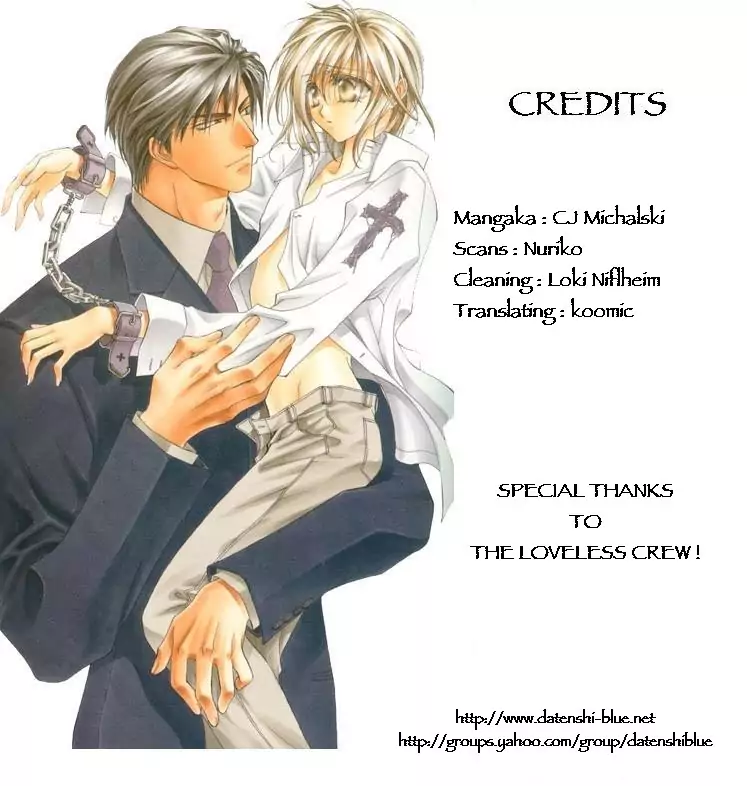 CREDITS
Mangaka : CJ Michalski
Scans : Nuriko
Cleaning : Loki Niflheim
Translating : koomic
SPECIAL THANKS
TO
THE LOVELESS CREW !
http://www.datenshi-blue.net
http://groups.yahoo.com/group/datenshiblue